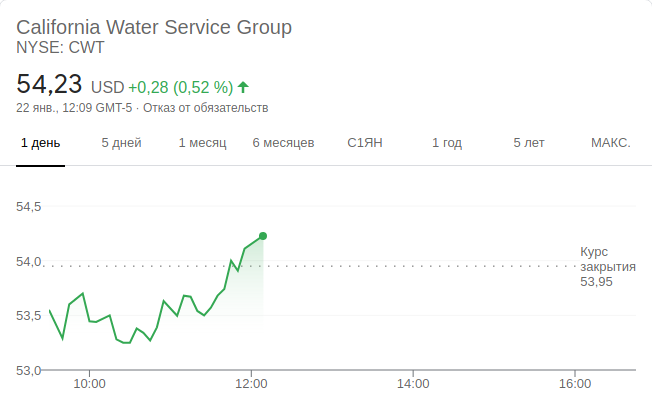 California Water Service Group
NYSE: CWT
54,23 USD +0,28 (0,52 %)
22 янв., 12:09 GMT-5 · Отказ от обязательств
1 день 5 дней 1 месяц 6 месяцев С1ЯН 1 год 5 лет МАКС.
54,5
54,0
53,5
53,0
Курс
закрытия
53,95
10:00 12:00 14:00 16:00